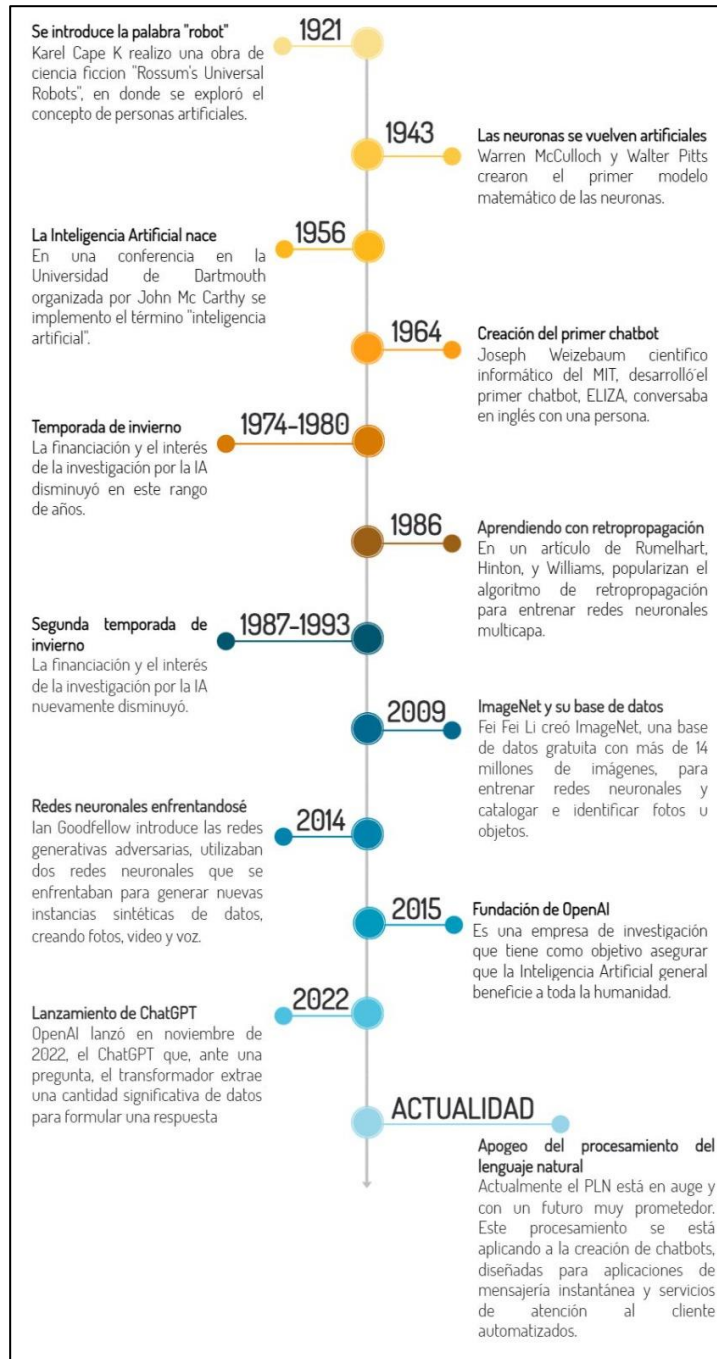 Se introduce la palabra "robot"
Karel Cape K realizo una obra de
ciencia ficcion "Rossum's Universal
Robots", en donde se exploró el
concepto de personas artificiales.
1921
1943
Las neuronas se vuelven artificiales
Warren McCulloch y Walter Pitts
crearon el primer modelo
matemático de las neuronas.
La Inteligencia Artificial nace
En una conferencia en la
Universidad de Dartmouth
organizada por John Mc Carthy se
implemento el término "inteligencia
artificial".
1956
1964
Creación del primer chatbot
Joseph Weizebaum cientifico
informático del MIT, desarrolló el
primer chatbot, ELIZA, conversaba
en inglés con una persona.
Temporada de invierno
La financiación y el interés
de la investigación por la IA
disminuyó en este rango
de años.
1974-1980
1986
Aprendiendo con retropropagación
En un artículo de Rumelhart,
Hinton, y Williams, popularizan el
algoritmo de retropropagación
para entrenar redes neuronales
multicapa.
Segunda temporada de
invierno
La financiación y el interés
de la investigación por la IA
nuevamente disminuyó.
1987-1993
2009
ImageNet y su base de datos
Fei Fei Li creó ImageNet, una base
de datos gratuita con más de 14
millones de imágenes, para
entrenar redes neuronales y
catalogar e identificar fotos u
objetos.
Redes neuronales enfrentandosé
Ian Goodfellow introduce las redes
generativas adversarias, utilizaban
dos redes neuronales que se
enfrentaban para generar nuevas
instancias sintéticas de datos,
creando fotos, video y voz.
2014
2015
Fundación de OpenAI
Es una empresa de investigación
que tiene como objetivo asegurar
que la Inteligencia Artificial general
beneficie a toda la humanidad.
Lanzamiento de ChatGPT
OpenAI lanzó en noviembre de
2022, el ChatGPT que, ante una
pregunta, el transformador extrae
una cantidad significativa de datos
para formular una respuesta
2022
ACTUALIDAD
Apogeo del procesamiento del
lenguaje natural
Actualmente el PLN está en auge y
con un futuro muy prometedor.
Este procesamiento se está
aplicando a la creación de chatbots,
diseñadas para aplicaciones de
mensajería instantánea y servicios
de atención al cliente
automatizados.